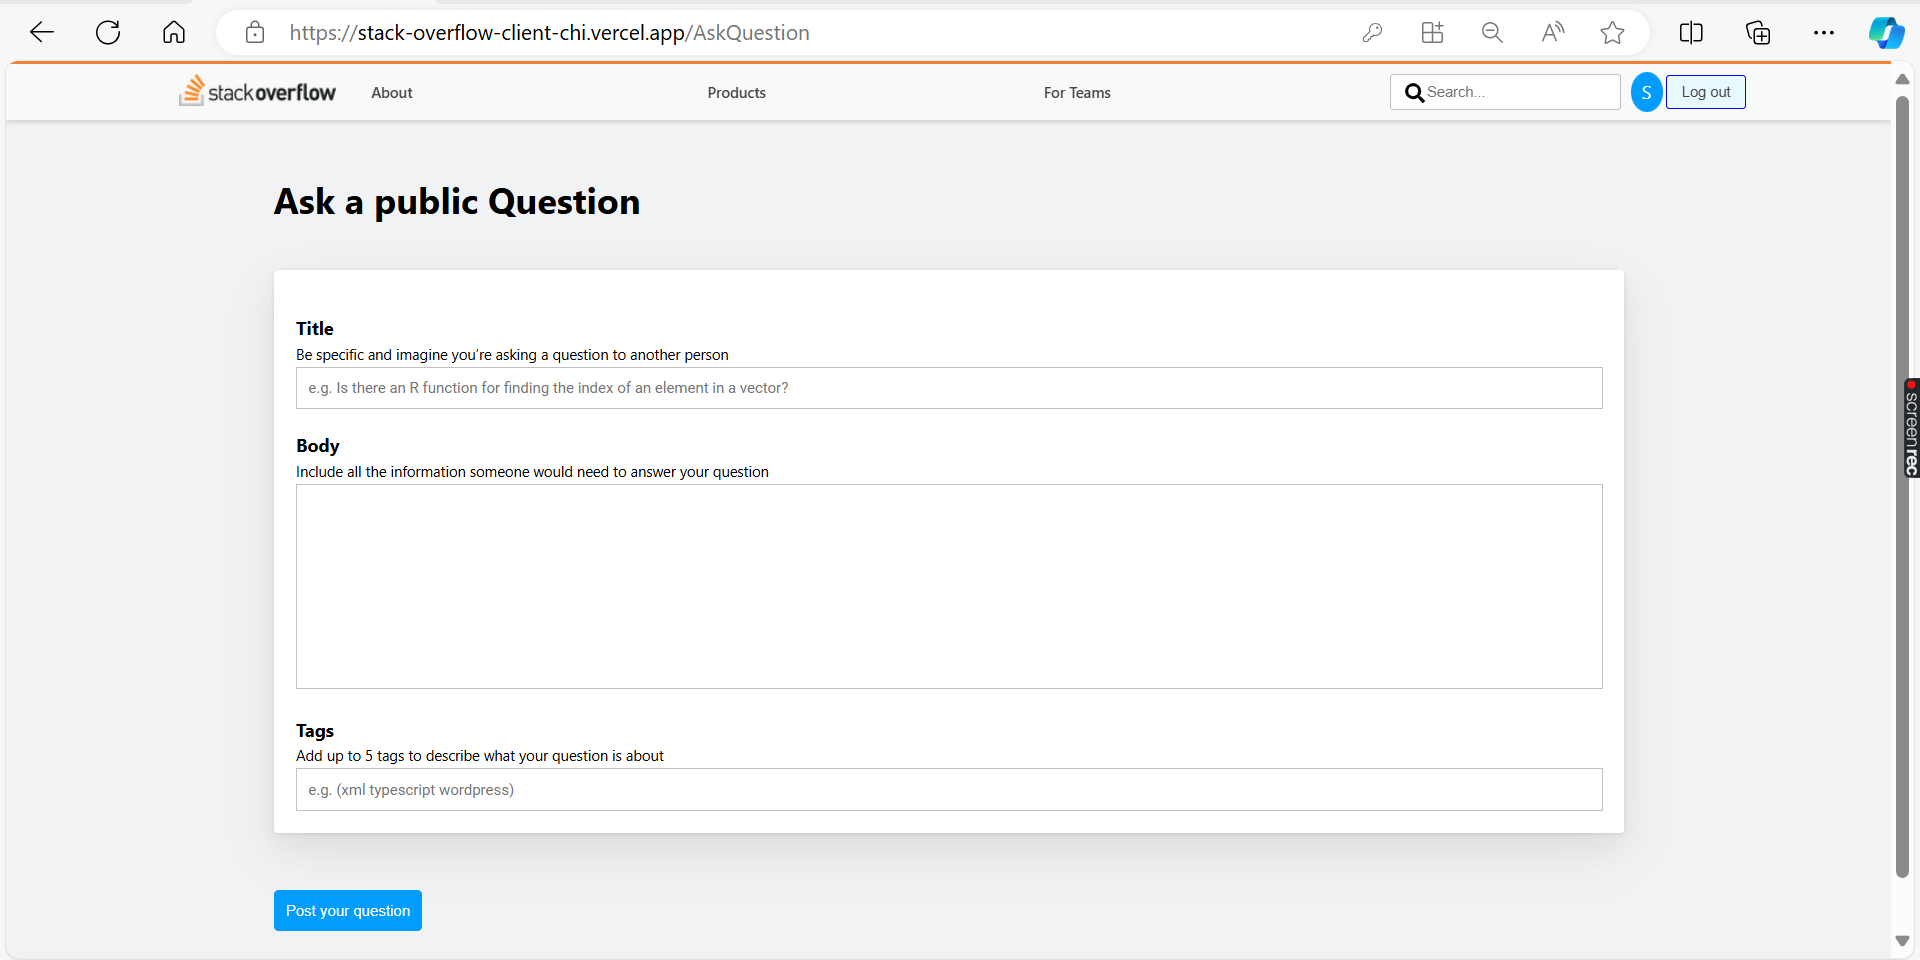 https://stack-overflow-client-chi.vercel.app/AskQuestion
stackoverflow
About
Products
For Teams
Search...
S
Log out
Ask a public Question
Title
Be specific and imagine you’re asking a question to another person
e.g. Is there an R function for finding the index of an element in a vector?
Body
Include all the information someone would need to answer your question
Tags
Add up to 5 tags to describe what your question is about
e.g. (xml typescript wordpress)
Post your question
screenrec